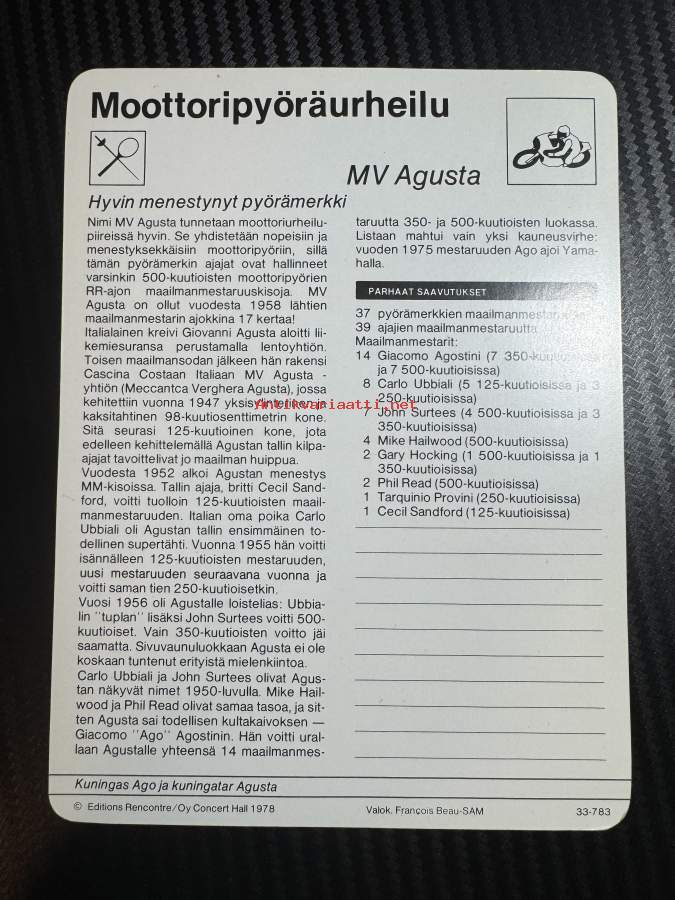 Moottoripyöräurheilu
MV Agusta
Hyvin menestynyt pyörämerkki
Nimi MV Agusta tunnetaan moottoriurheilu-
piireissä hyvin. Se yhdistetään nopeisiin ja
menestyksekkäisiin moottoripyöriin, sillä
tämän pyörämerkin ajajat ovat hallinneet
varsinkin 500-kuutioisten moottoripyörien
RR-ajon maailmanmestaruuskisoja. MV
Agusta on ollut vuodesta 1958 lähtien
maailmanmestarin ajokkina 17 kertaa!
Italialainen kreivi Giovanni Agusta aloitti lii-
kemiesuransa perustamalla lentoyhtiön.
Toisen maailmansodan jälkeen hän rakensi
Cascina Costaan Italiaan MV Agusta -
yhtiön (Meccantca Verghera Agusta), jossa
kehitettiin vuonna 1947 yksisylinterinen ja
kaksitahtinen 98-kuutiosenttimetrin kone.
Sitä seurasi 125-kuutioinen kone, jota
edelleen kehittelemällä Agustan tallin kilpa-
ajajat tavoittelivat jo maailman huippua.
Vuodesta 1952 alkoi Agustan menestys
MM-kisoissa. Tallin ajaja, britti Cecil Sand-
ford, voitti tuolloin 125-kuutioisten maail-
manmestaruuden. Italian oma poika Carlo
Ubbiali oli Agustan tallin ensimmäinen to-
dellinen supertähti. Vuonna 1955 hän voitti
isännälleen 125-kuutioisten mestaruuden,
uusi mestaruuden seuraavana vuonna ja
voitti saman tien 250-kuutioisetkin.
Vuosi 1956 oli Agustalle loistelias: Ubbia-
lin ''tuplan'' lisäksi John Surtees voitti 500-
kuutioiset. Vain 350-kuutioisten voitto jäi
saamatta. Sivuvaunuluokkaan Agusta ei ole
koskaan tuntenut erityistä mielenkiintoa.
Carlo Ubbiali ja John Surtees olivat Agus-
tan näkyvät nimet 1950-luvulla. Mike Hail-
wood ja Phil Read olivat samaa tasoa, ja sit-
ten Agusta sai todellisen kultakaivoksen —
Giacomo ''Ago'' Agostinin. Hän voitti ural-
laan Agustalle yhteensä 14 maailmanmes-
taruutta 350- ja 500-kuutioisten luokassa.
Listaan mahtui vain yksi kauneusvirhe:
vuoden 1975 mestaruuden Ago ajoi Yama-
halla.
PARHAAT SAAVUTUKSET
37 pyörämerkkien
39 ajajien maailmanmestaruutta
Maailmanmestarit:
14 Giacomo Agostini (7
ja 7 500-kuutioisissa)
8 Carlo Ubbiali (5 125-kuutioisissa ja 3
250-kuutioisissa)
7 John Surtees (4 500-kuutioisissa ja 3
350-kuutioisissa)
4 Mike Hailwood (500-kuutioisissa)
2 Gary Hocking (1 500-kuutioisissa ja 1
350-kuutioisissa)
2 Phil Read (500-kuutioisissa)
1 Tarquinio Provini (250-kuutioisissa)
1 Cecil Sandford (125-kuutioisissa)
Antikvariaatti.net
Kuningas Ago ja kuningatar Agusta
© Editions Rencontre/Oy Concert Hall 1978
Valok. François Beau-SAM
33-783